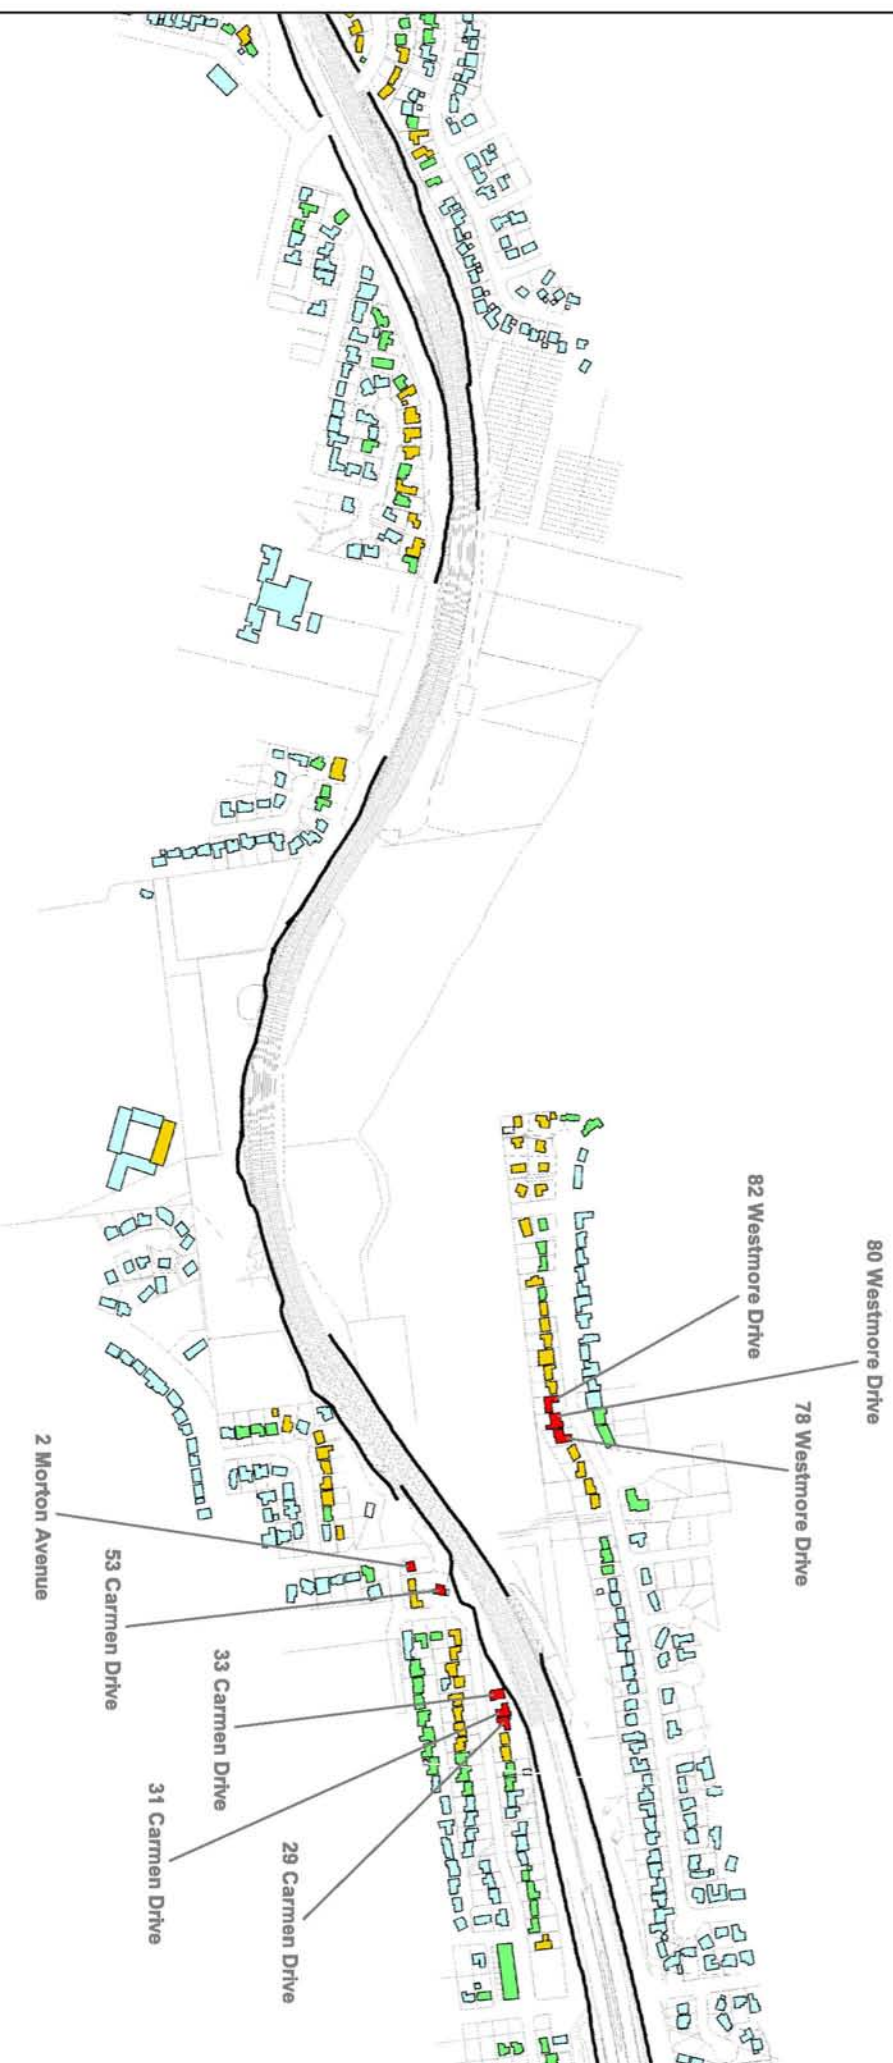 82 Westmore Drive
80 Westmore Drive
78 Westmore Drive
2 Morton Avenue
53 Carmen Drive
33 Carmen Drive
31 Carmen Drive
29 Carmen Drive